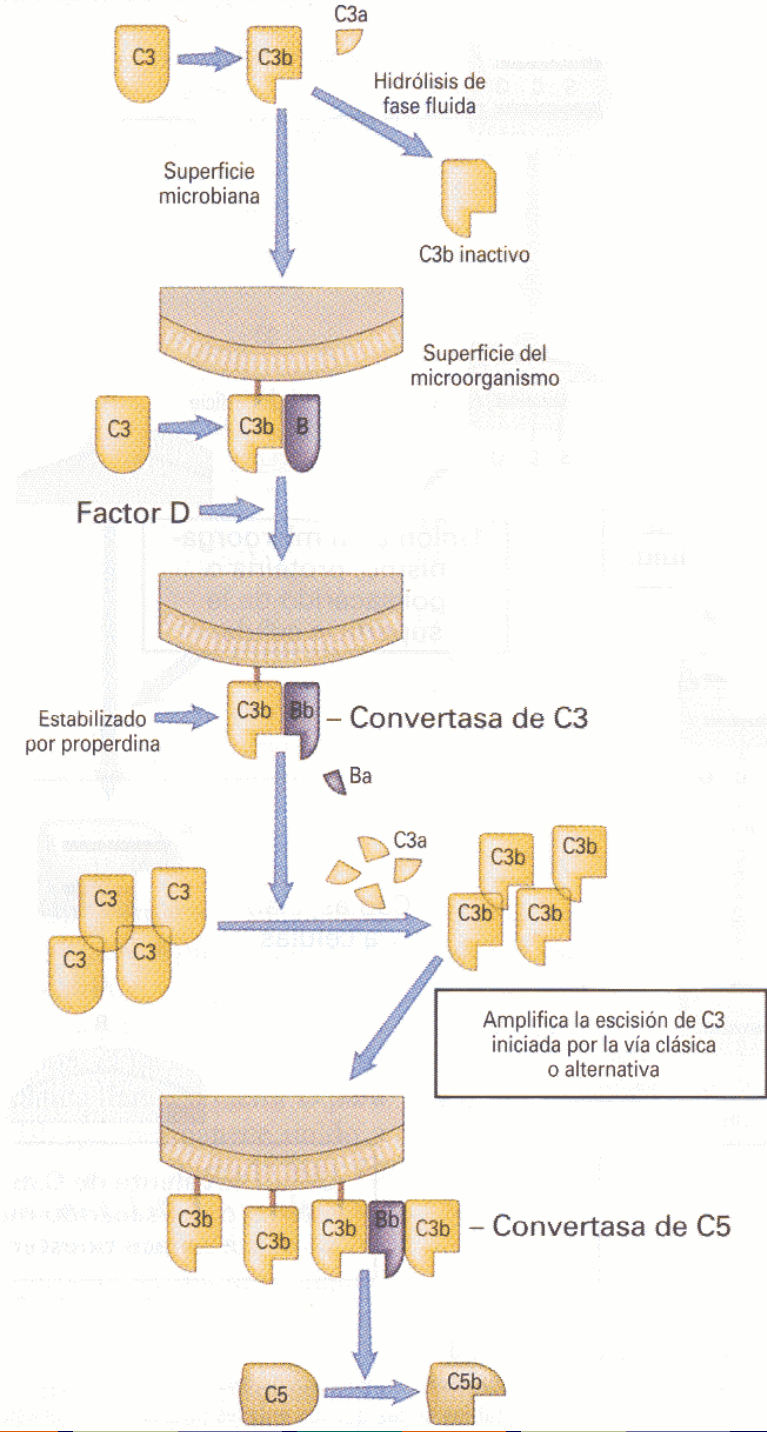 C3a
C3
C3b
Hidrólisis de
fase fluida
Superficie
microbiana
C3b inactivo
Superficie del
microorganismo
C3
C3b
B
Factor D
C3b
Bb
– Convertasa de C3
Estabilizado
por properdina
Ba
C3a
C3
C3
C3
C3
C3b
C3b
C3b
C3b
Amplifica la escisión de C3
iniciada por la vía clásica
o alternativa
C3b
C3b
C3b
Bb
C3b
– Convertasa de C5
C5
C5b